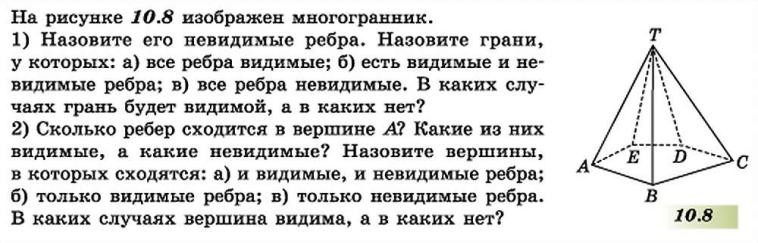 На рисунке 10.8 изображен многогранник.
1) Назовите его невидимые ребра. Назовите грани,
у которых: а) все ребра видимые; б) есть видимые и не-
видимые ребра; в) все ребра невидимые. В каких слу-
чаях грань будет видимой, а в каких нет?
2) Сколько ребер сходится в вершине A? Какие из них
видимые, а какие невидимые? Назовите вершины,
в которых сходятся: а) и видимые, и невидимые ребра;
б) только видимые ребра; в) только невидимые ребра.
В каких случаях вершина видима, а в каких нет?
T
E
D
A
C
B
10.8